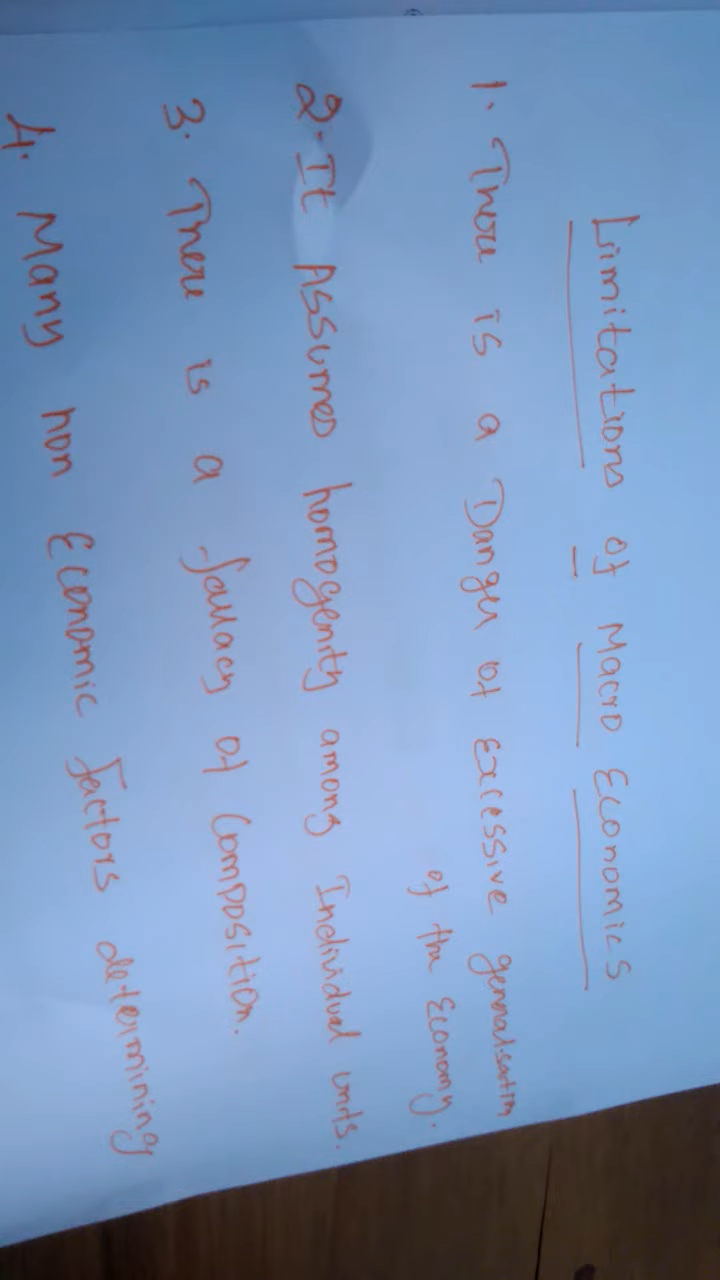 Limitations of Macro Economics
1. There is a Danger of Excessive genralisation
of the Economy.
2. It Assumes homogenity among Individual units.
3. There is a fallacy of Composition.
4. Many non Economic factors determining